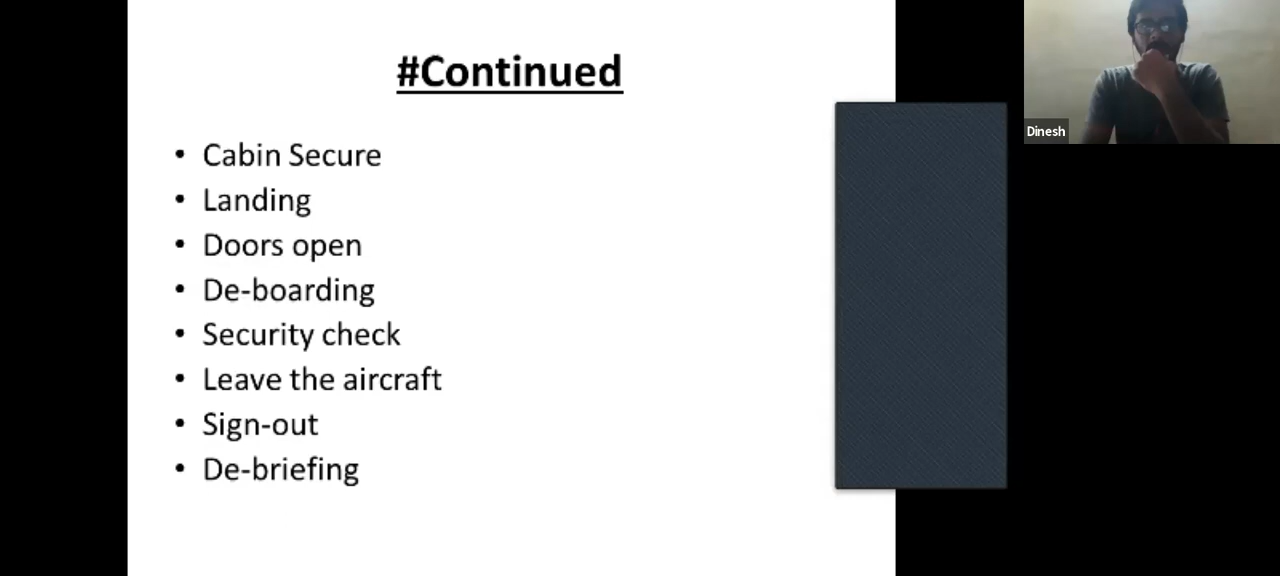 #Continued
• Cabin Secure
• Landing
• Doors open
• De-boarding
• Security check
• Leave the aircraft
• Sign-out
• De-briefing
Dinesh